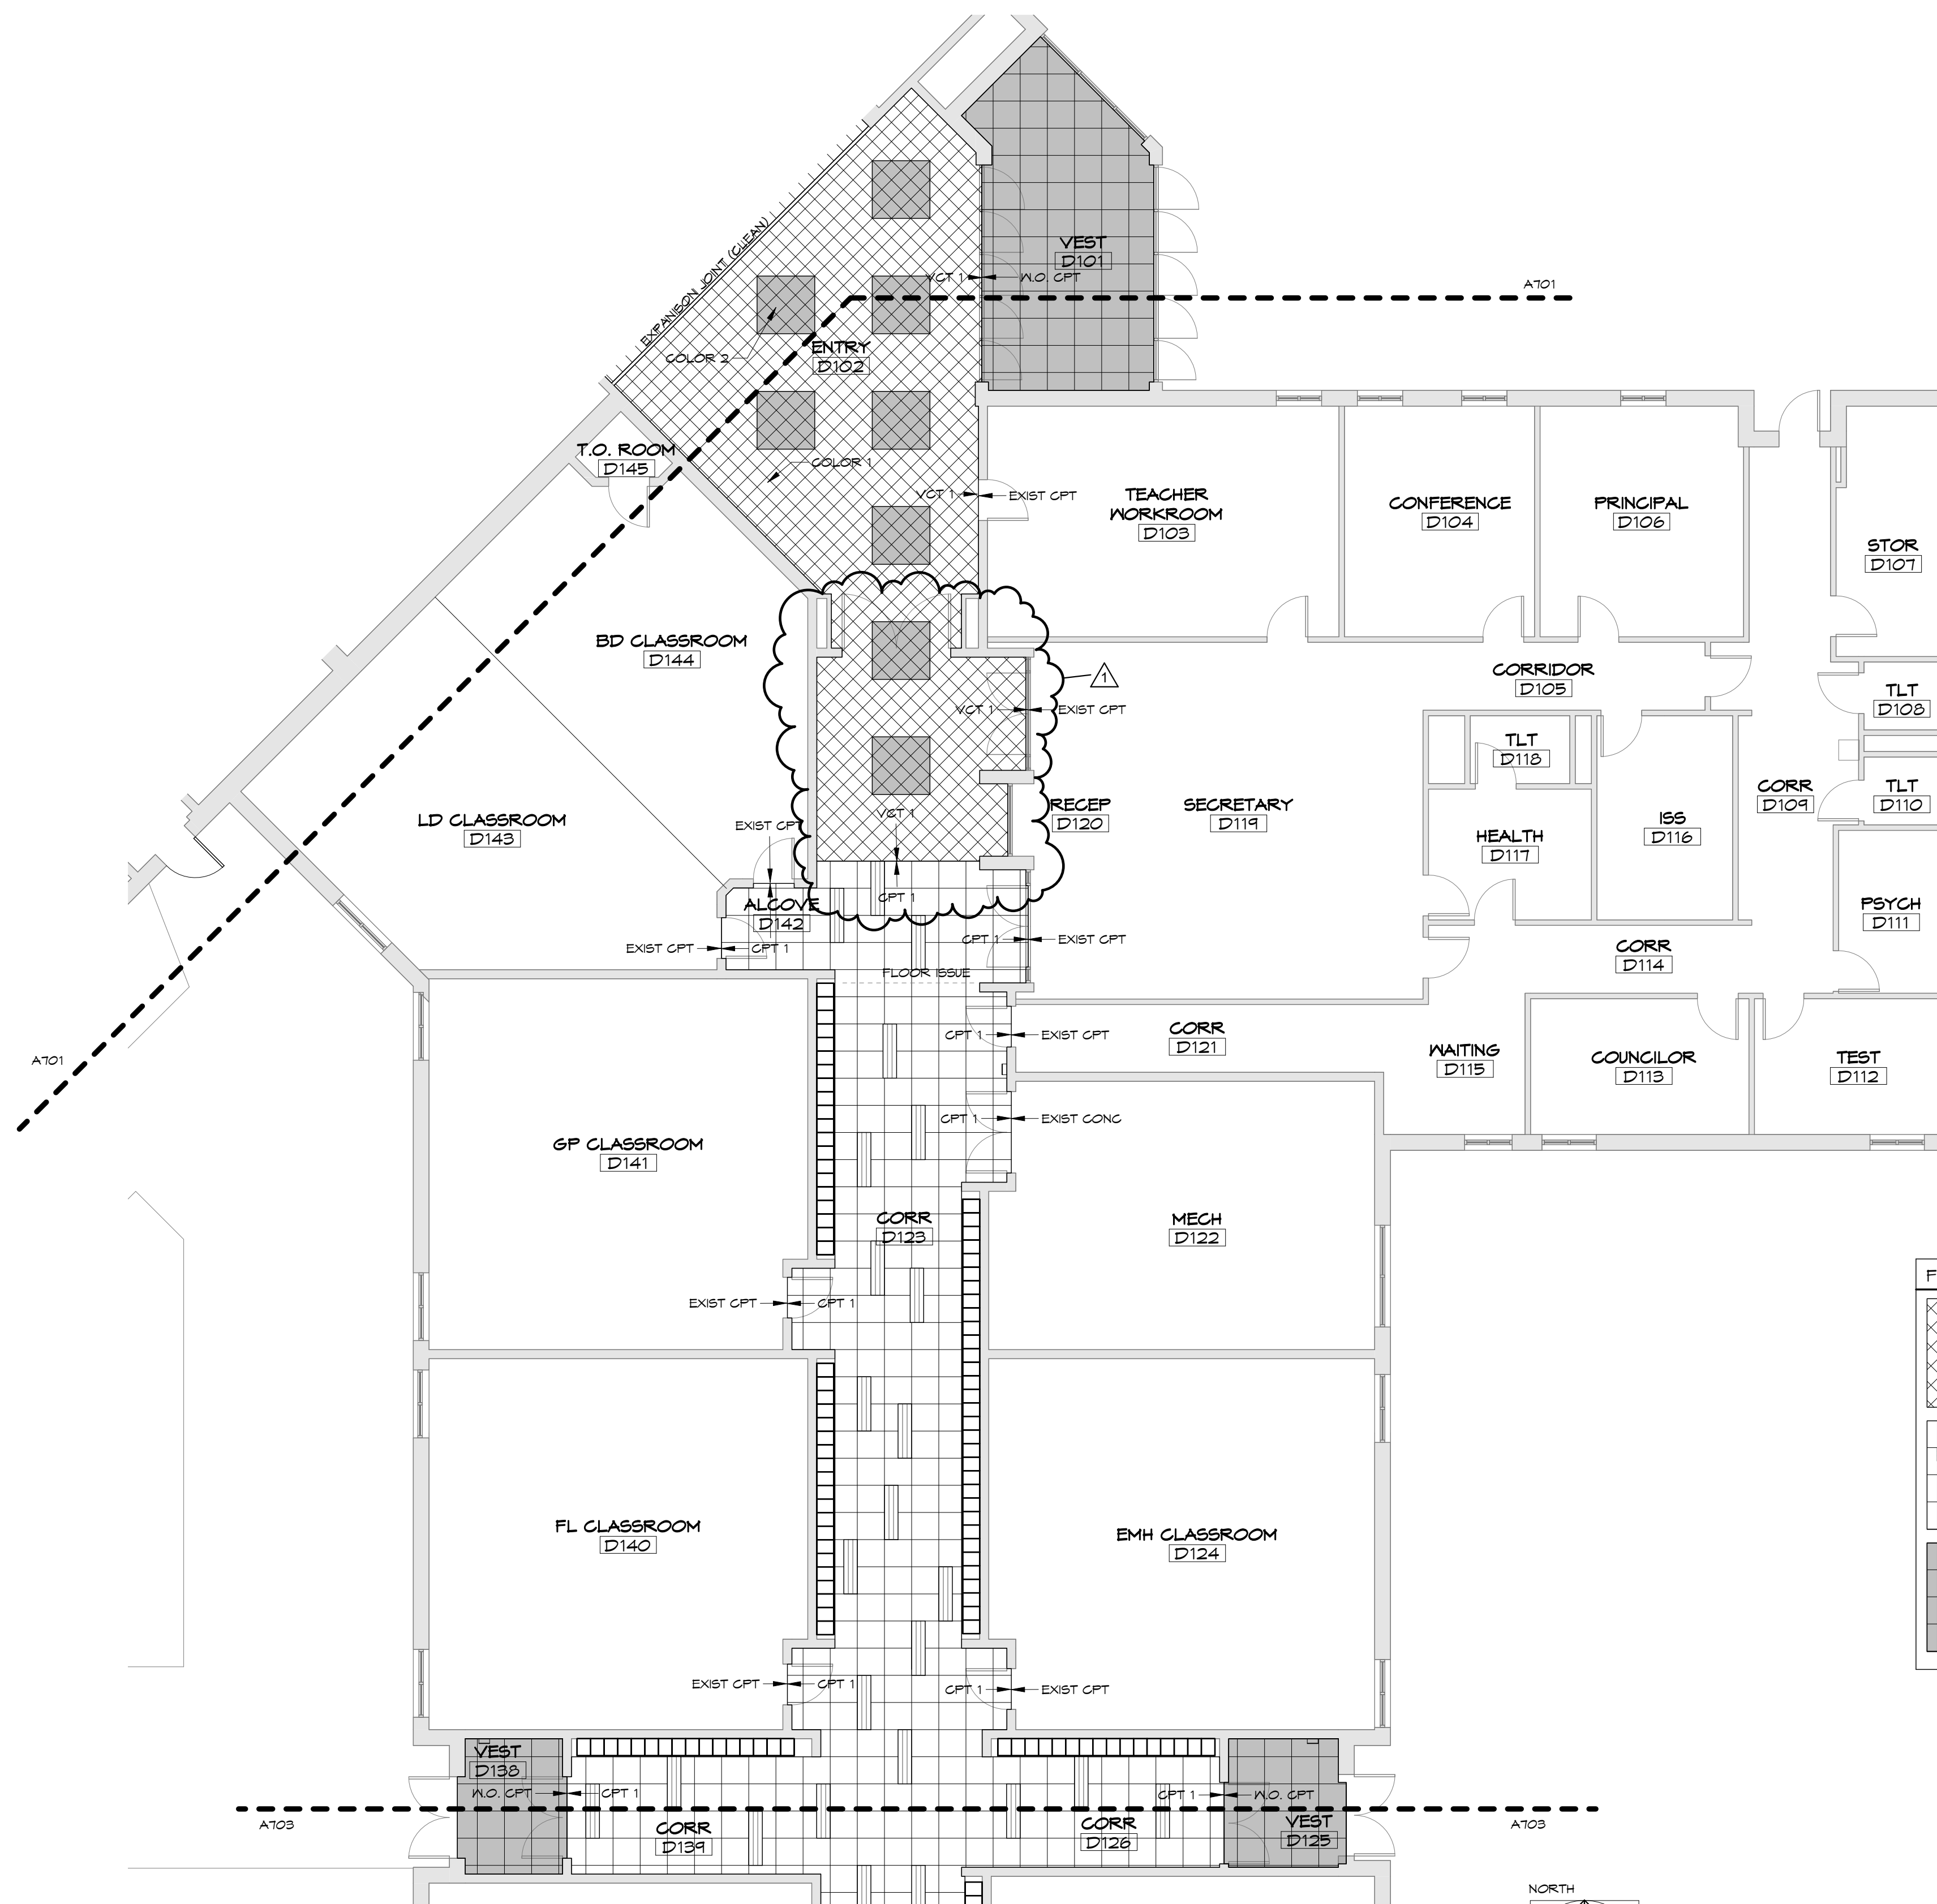 VEST
D101
VCT 1
W.O. CPT
A701
EXPANISON JOINT (CLEAN)
COLOR 2
ENTRY
D102
T.O. ROOM
D145
COLOR 1
VCT 1
EXIST CPT
TEACHER
WORKROOM
D103
CONFERENCE
D104
PRINCIPAL
D106
STOR
D107
BD CLASSROOM
D144
1
CORRIDOR
D105
VCT 1
EXIST CPT
TLT
D108
TLT
D118
LD CLASSROOM
D143
EXIST CPT
VCT 1
RECEP
D120
SECRETARY
D119
HEALTH
D117
ISS
D116
CORR
D109
TLT
D110
ALCOVE
D142
CPT 1
PSYCH
D111
EXIST CPT
CPT 1
CPT 1
EXIST CPT
FLOOR ISSUE
CORR
D114
CPT 1
EXIST CPT
CORR
D121
WAITING
D115
COUNCILOR
D113
TEST
D112
A701
CPT 1
EXIST CONC
GP CLASSROOM
D141
CORR
D123
MECH
D122
F
EXIST CPT
CPT 1
FL CLASSROOM
D140
EMH CLASSROOM
D124
EXIST CPT
CPT 1
CPT 1
EXIST CPT
VEST
D138
W.O. CPT
CPT 1
CPT 1
W.O. CPT
A703
CORR
D139
CORR
D126
VEST
D125
A703
NORTH